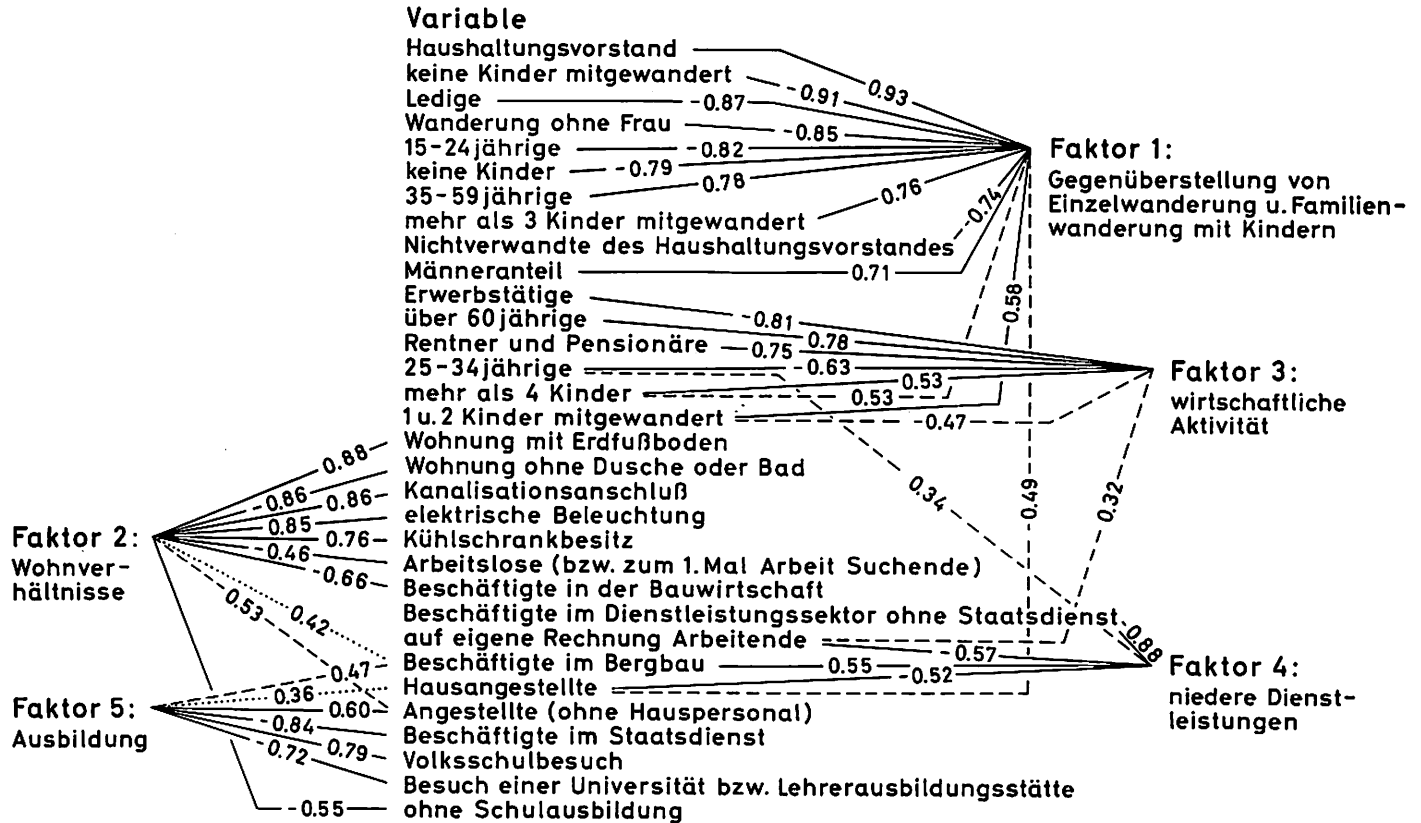 Variable
Haushaltungsvorstand
keine Kinder mitgewandert
Ledige
Wanderung ohne Frau
15-24jährige
keine Kinder
35-59jährige
mehr als 3 Kinder mitgewandert
Nichtverwandte des Haushaltungsvorstandes
Männeranteil
Erwerbstätige
über 60jährige
Rentner und Pensionäre
25-34jährige
mehr als 4 Kinder
1 u. 2 Kinder mitgewandert
Wohnung mit Erdfußboden
Wohnung ohne Dusche oder Bad
Kanalisationsanschluß
elektrische Beleuchtung
Kühlschrankbesitz
Arbeitslose (bzw. zum 1. Mal Arbeit Suchende)
Beschäftigte in der Bauwirtschaft
Beschäftigte im Dienstleistungssektor ohne Staatsdienst
auf eigene Rechnung Arbeitende
Beschäftigte im Bergbau
Hausangestellte
Angestellte (ohne Hauspersonal)
Beschäftigte im Staatsdienst
Volksschulbesuch
Besuch einer Universität bzw. Lehrerausbildungsstätte
ohne Schulausbildung
0.93
-0.91
-0.87
-0.85
-0.82
-0.79
0.78
0.76
-0.74
0.71
0.58
-0.81
0.78
0.75
-0.63
0.53
0.53
-0.47
0.34
0.49
0.32
-0.88
-0.57
0.55
-0.52
Faktor 1:
Gegenüberstellung von
Einzelwanderung u. Familien-
wanderung mit Kindern
Faktor 3:
wirtschaftliche
Aktivität
Faktor 4:
niedere Dienst-
leistungen
Faktor 2:
Wohnver-
hältnisse
0.88
-0.86
0.86
0.85
0.76
-0.46
-0.66
0.42
0.53
Faktor 5:
Ausbildung
0.47
0.36
0.60
-0.84
0.79
-0.72
-0.55